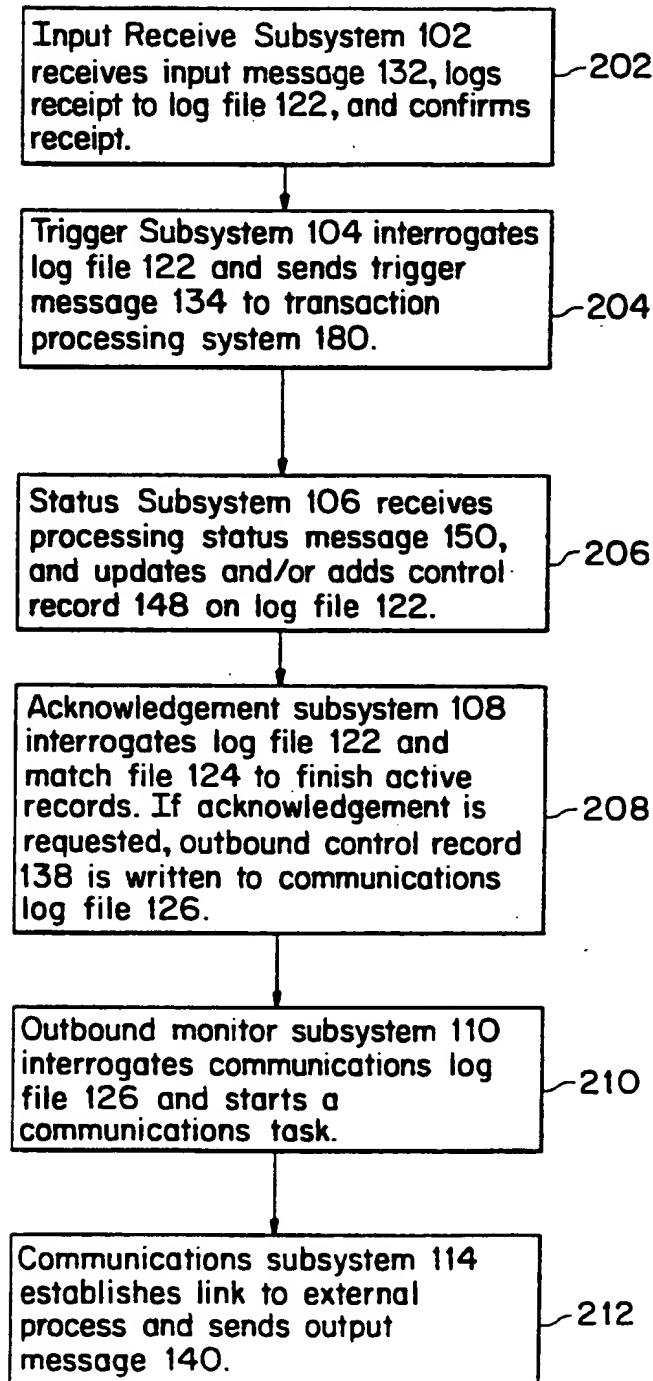 Input Receive Subsystem 102
receives input message 132, logs
receipt to log file 122, and confirms
receipt.
202
Trigger Subsystem 104 interrogates
log file 122 and sends trigger
message 134 to transaction
processing system 180.
204
Status Subsystem 106 receives
processing status message 150,
and updates and/or adds control
record 148 on log file 122.
206
Acknowledgement subsystem 108
interrogates log file 122 and
match file 124 to finish active
records. If acknowledgement is
requested, outbound control record
138 is written to communications
log file 126.
208
Outbound monitor subsystem 110
interrogates communications log
file 126 and starts a
communications task.
210
Communications subsystem 114
establishes link to external
process and sends output
message 140.
212